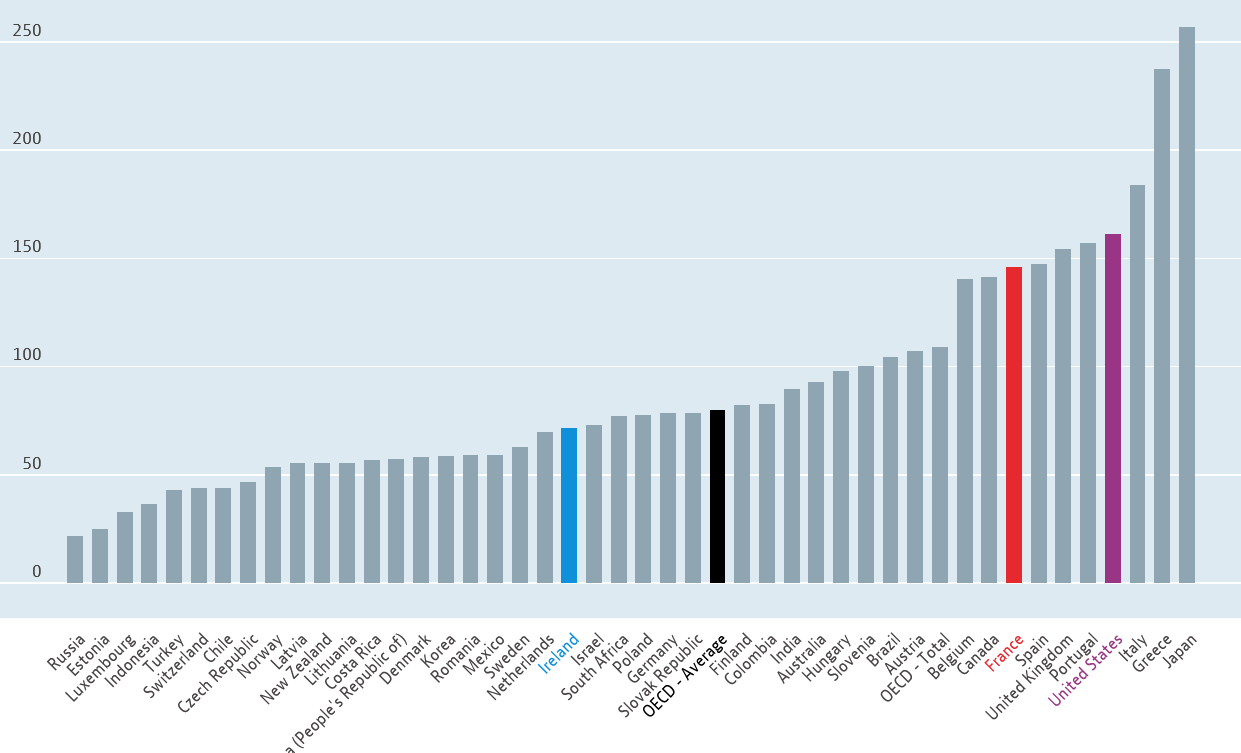 250
200
150
100
50
0
Russia
Estonia
Luxembourg
Indonesia
Turkey
Switzerland
Chile
Czech Republic
Norway
Latvia
New Zealand
Lithuania
Costa Rica
a (People's Republic of)
Denmark
Korea
Romania
Mexico
Sweden
Netherlands
Ireland
Israel
South Africa
Poland
Germany
Slovak Republic
OECD - Average
Finland
Colombia
India
Australia
Hungary
Slovenia
Brazil
Austria
OECD - Total
Belgium
Canada
France
Spain
United Kingdom
Portugal
United States
Italy
Greece
Japan